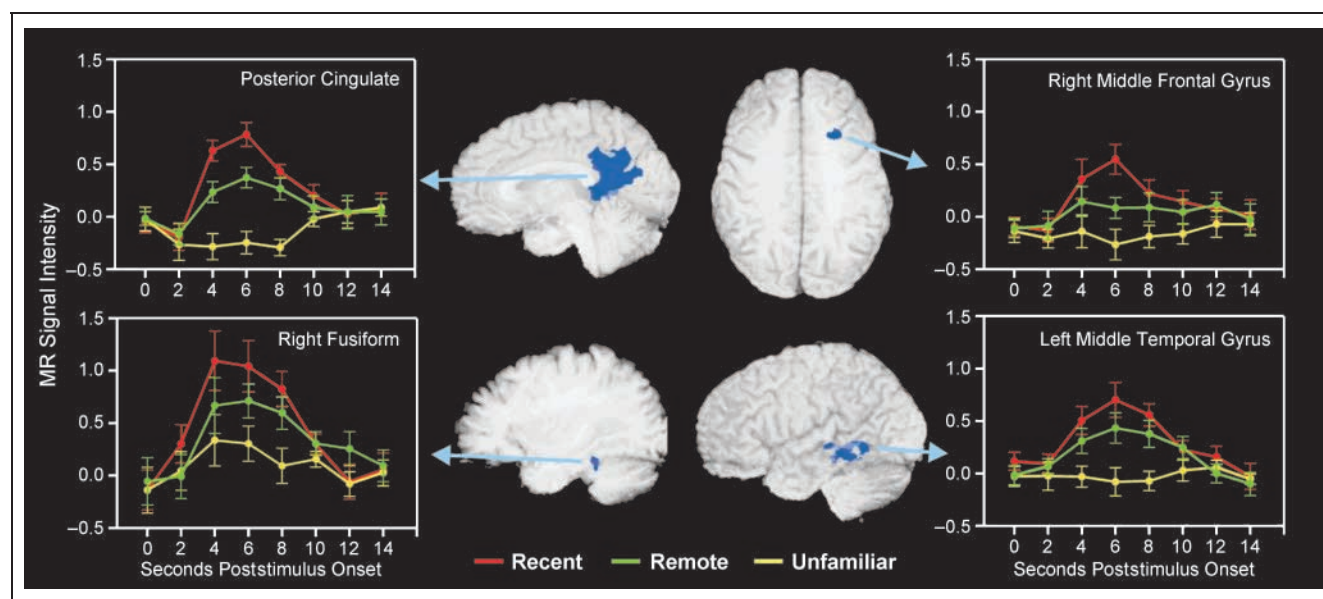 1.5
1.0
0.5
0.0
–0.5
Posterior Cingulate
0 2 4 6 8 10 12 14
1.5
1.0
0.5
0.0
–0.5
Right Middle Frontal Gyrus
0 2 4 6 8 10 12 14
MR Signal Intensity
1.5
1.0
0.5
0.0
–0.5
Right Fusiform
0 2 4 6 8 10 12 14
Seconds Poststimulus Onset
1.5
1.0
0.5
0.0
–0.5
Left Middle Temporal Gyrus
0 2 4 6 8 10 12 14
Seconds Poststimulus Onset
Recent Remote Unfamiliar